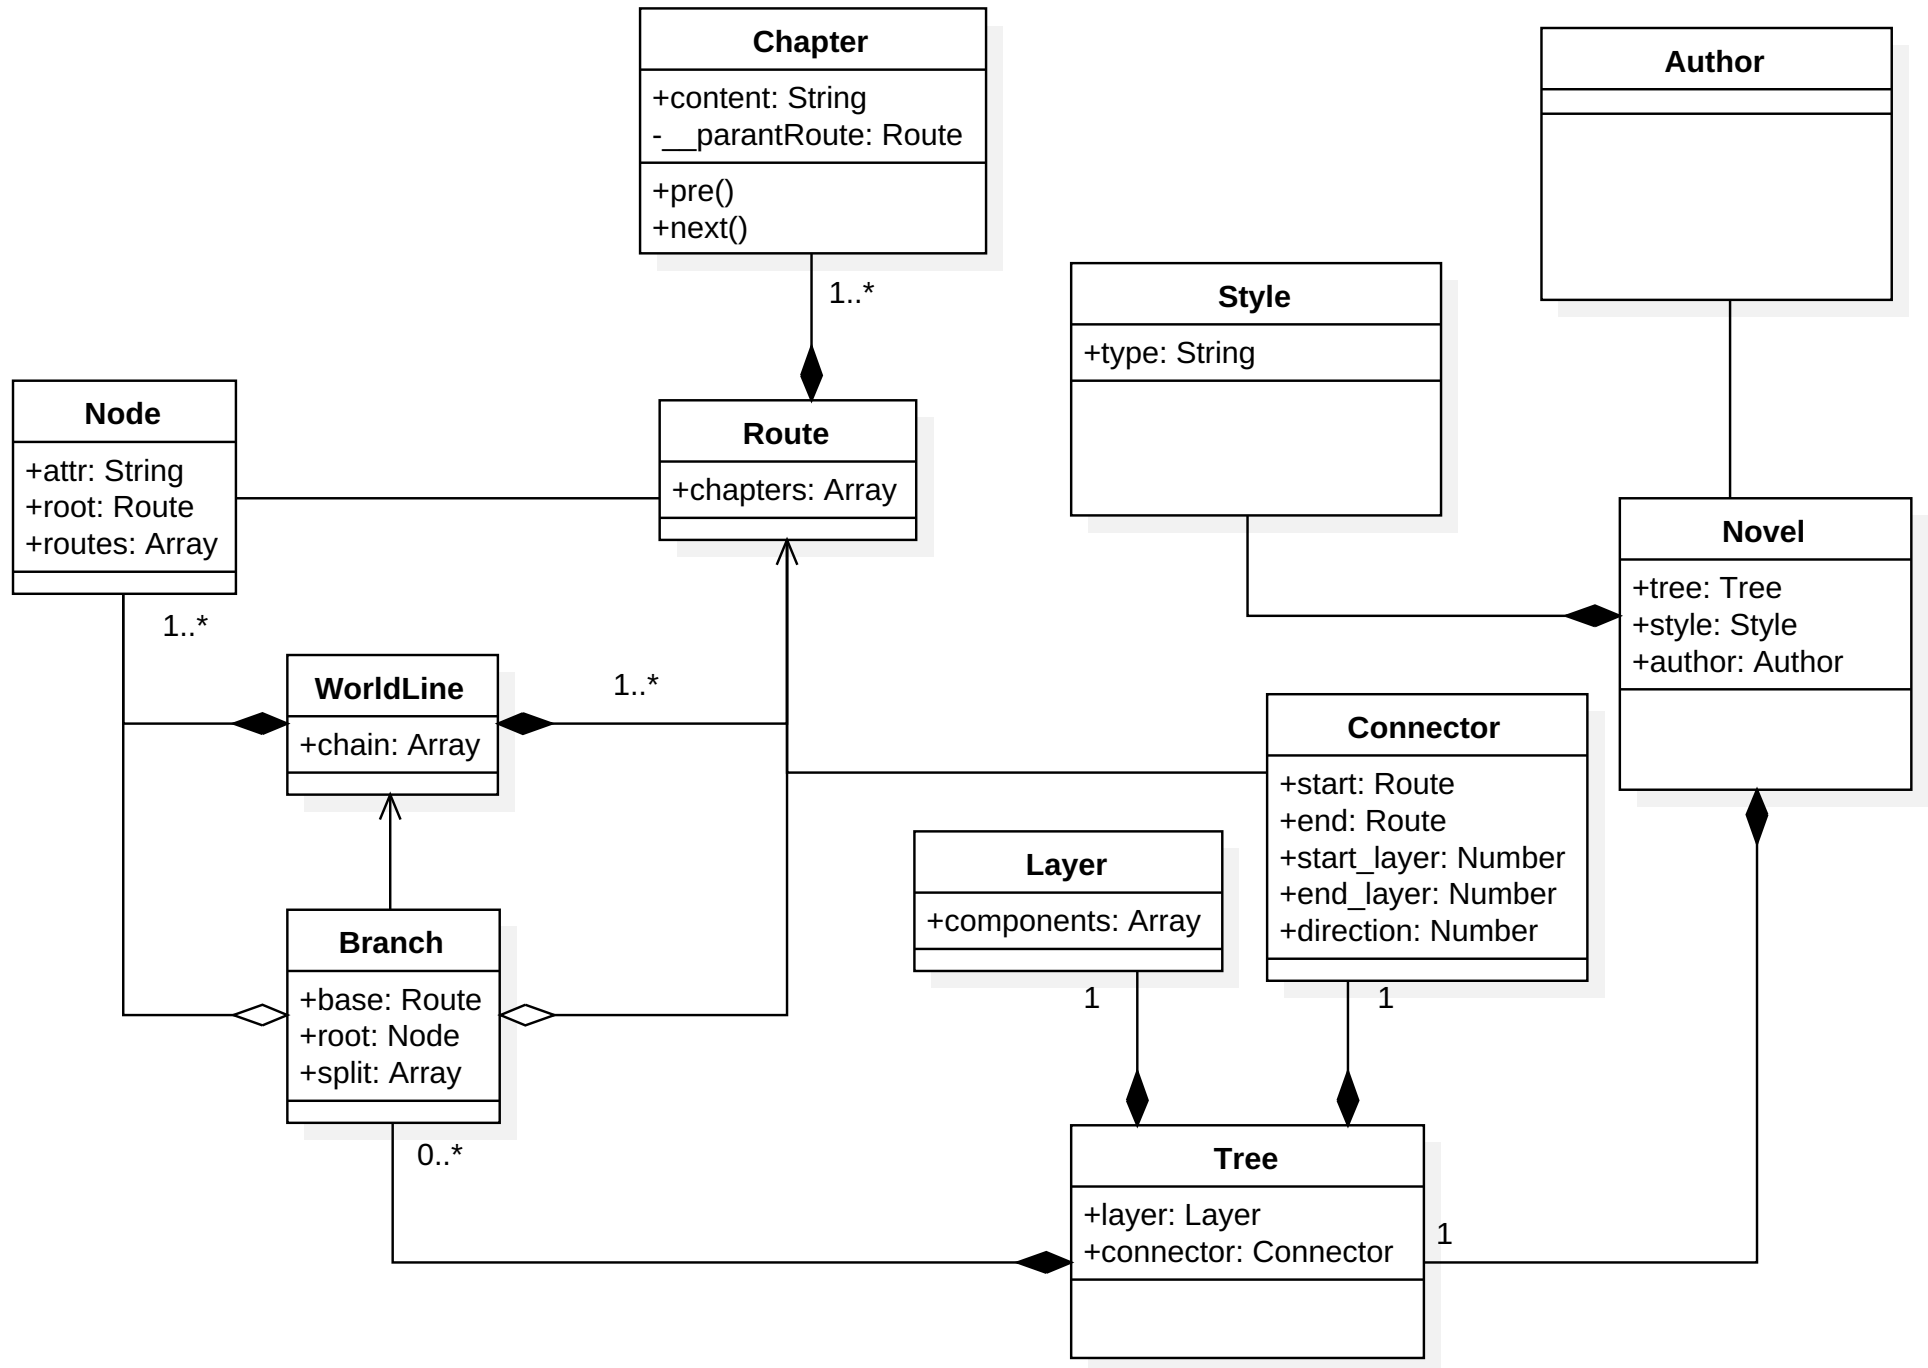 Chapter
+content: String
-__parantRoute: Route
+pre()
+next()
1..*
Author
Style
+type: String
Node
+attr: String
+root: Route
+routes: Array
1..*
Route
+chapters: Array
Novel
+tree: Tree
+style: Style
+author: Author
WorldLine
+chain: Array
1..*
Connector
+start: Route
+end: Route
+start_layer: Number
+end_layer: Number
+direction: Number
1
Layer
+components: Array
1
Branch
+base: Route
+root: Node
+split: Array
0..*
Tree
+layer: Layer
+connector: Connector
1